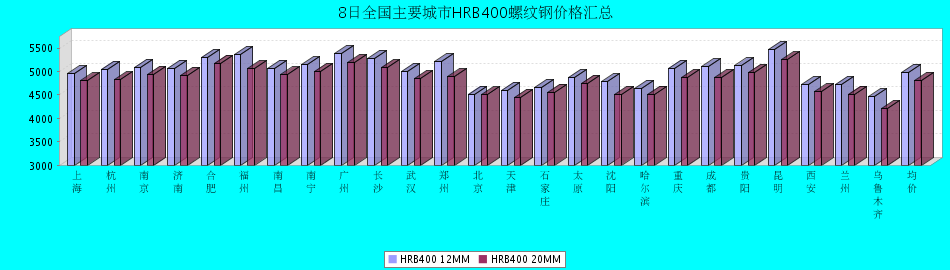 8日全国主要城市HRB400螺纹钢价格汇总
5500
5000
4500
4000
3500
3000
上海 杭州 南京 济南 合肥 福州 南昌 南宁 广州 长沙 武汉 郑州 北京 天津 石家庄 太原 沈阳 哈尔滨 重庆 成都 贵阳 昆明 西安 兰州 乌鲁木齐 均价
HRB400 12MM HRB400 20MM